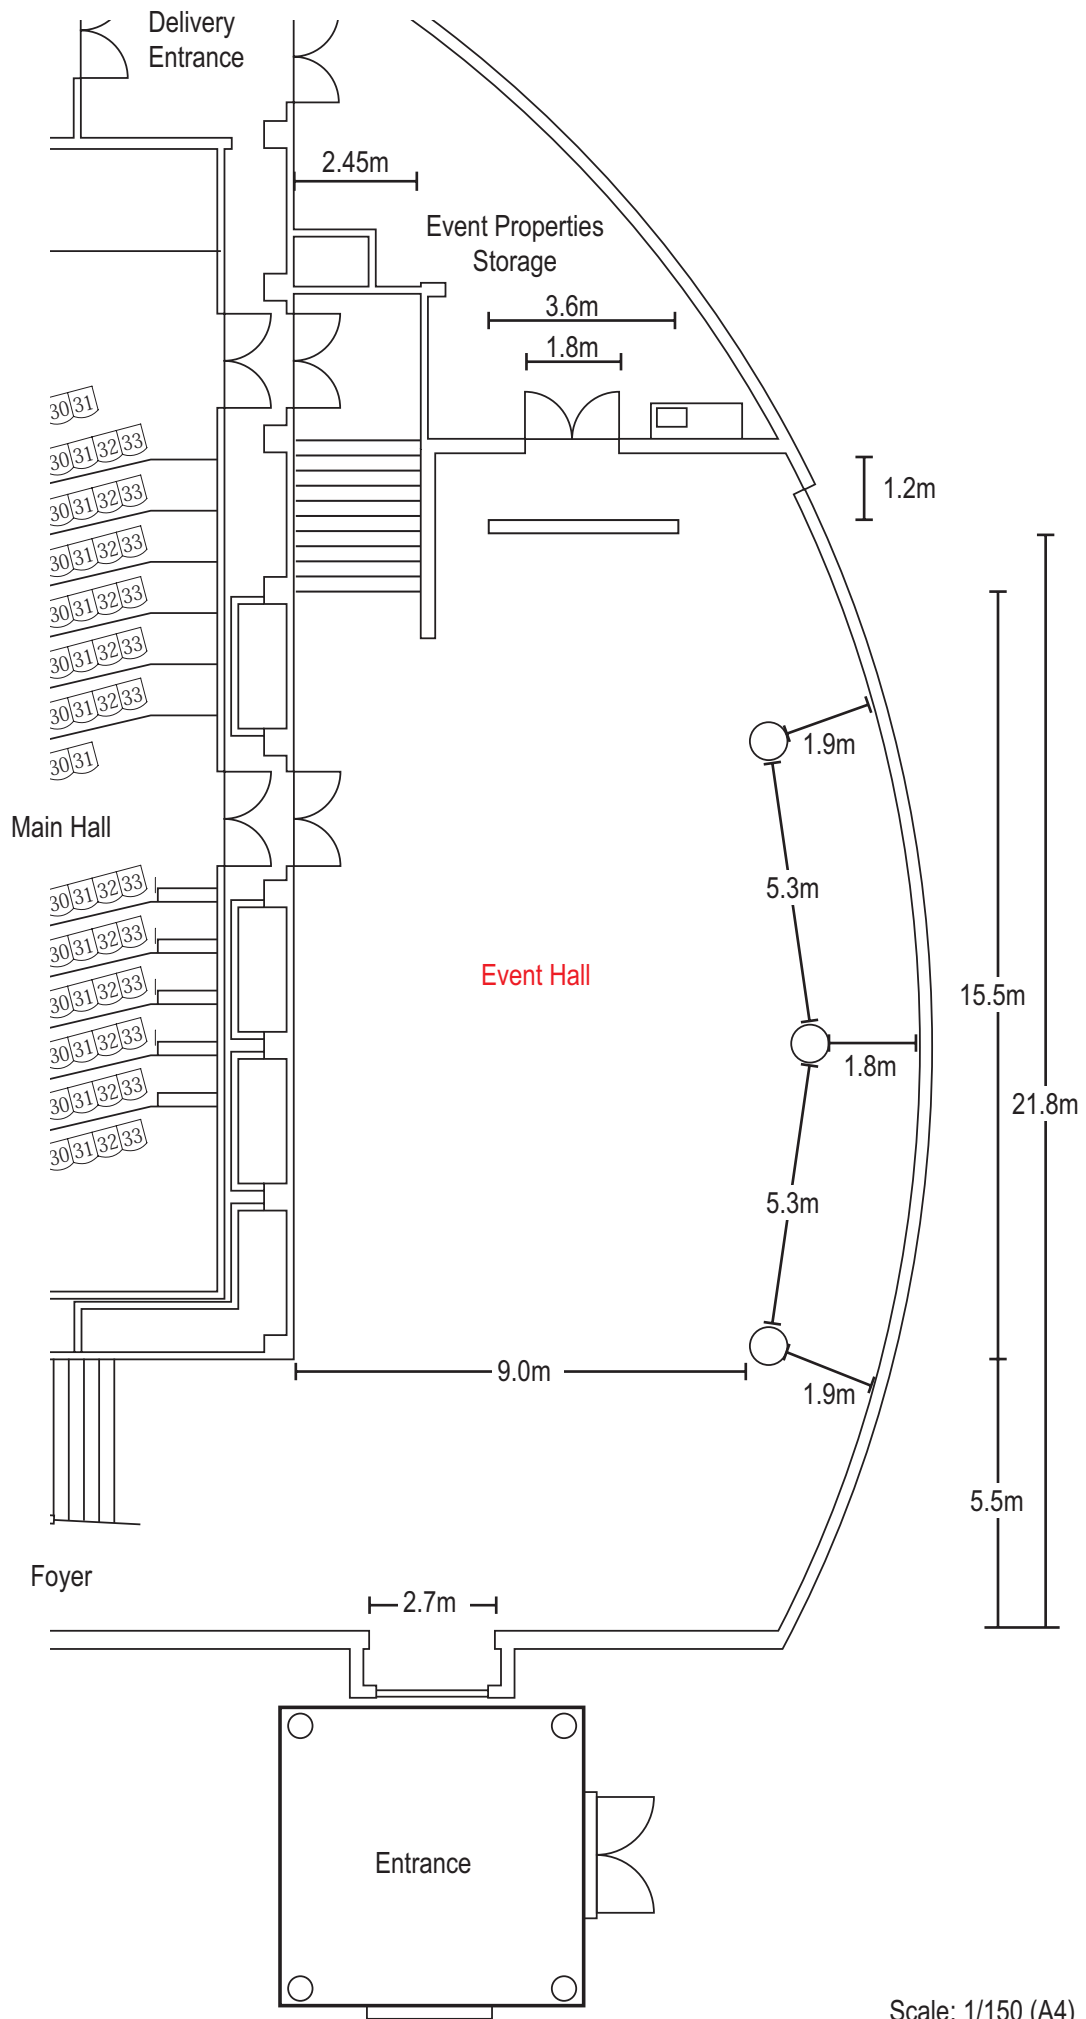 Delivery
Entrance
2.45m
Event Properties
Storage
3.6m
1.8m
1.2m
30 31
30 31 32 33
30 31 32 33
30 31 32 33
30 31 32 33
30 31 32 33
30 31 32 33
30 31
1.9m
Main Hall
5.3m
30 31 32 33
30 31 32 33
30 31 32 33
30 31 32 33
30 31 32 33
30 31 32 33
Event Hall
15.5m
1.8m
21.8m
5.3m
9.0m
1.9m
5.5m
Foyer
2.7m
Entrance
Scale: 1/150 (A4)